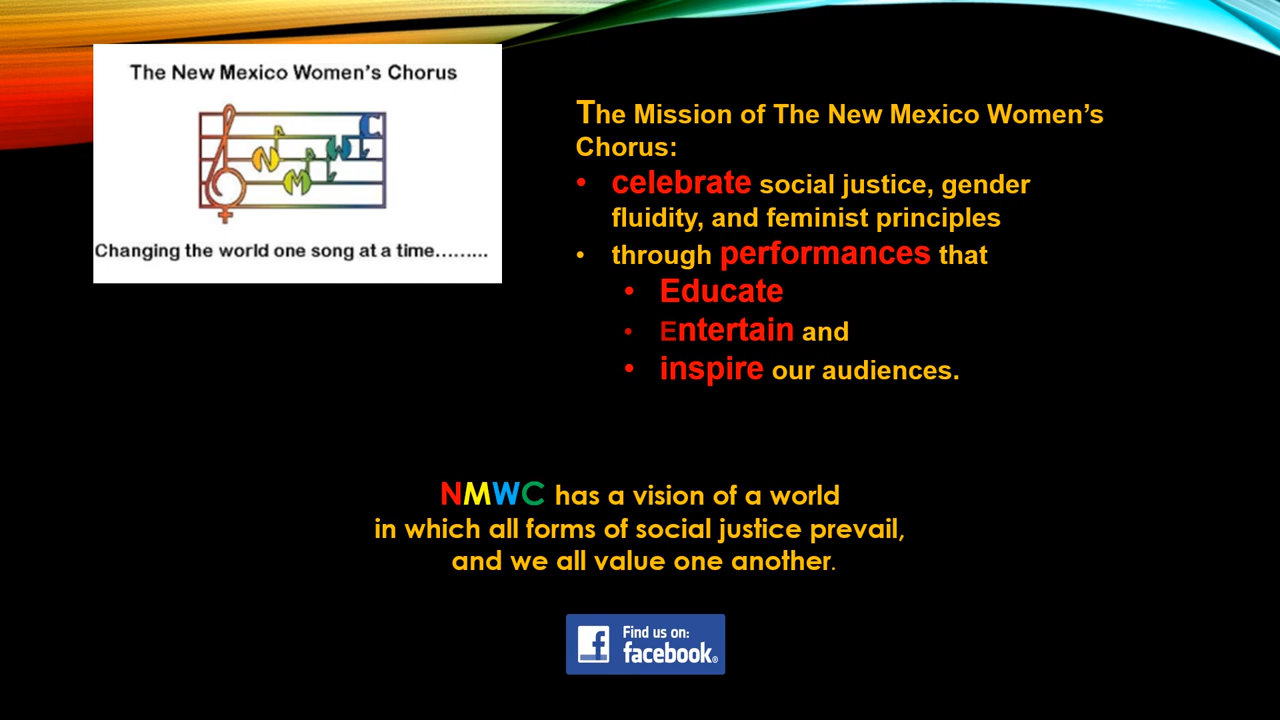 The New Mexico Women's Chorus
N M W C
Changing the world one song at a time.........
The Mission of The New Mexico Women’s
Chorus:
• celebrate social justice, gender
fluidity, and feminist principles
• through performances that
• Educate
• Entertain and
• inspire our audiences.
NMWC has a vision of a world
in which all forms of social justice prevail,
and we all value one another.
f
Find us on:
facebook®